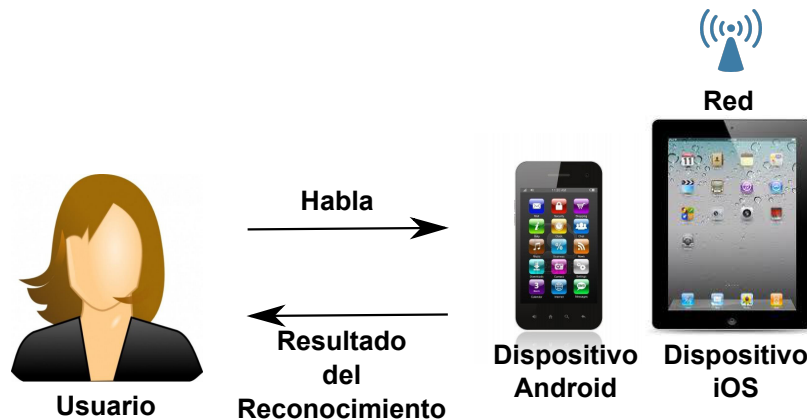 Red
Habla
Resultado
del
Reconocimiento
Usuario
Dispositivo
Android
Dispositivo
iOS